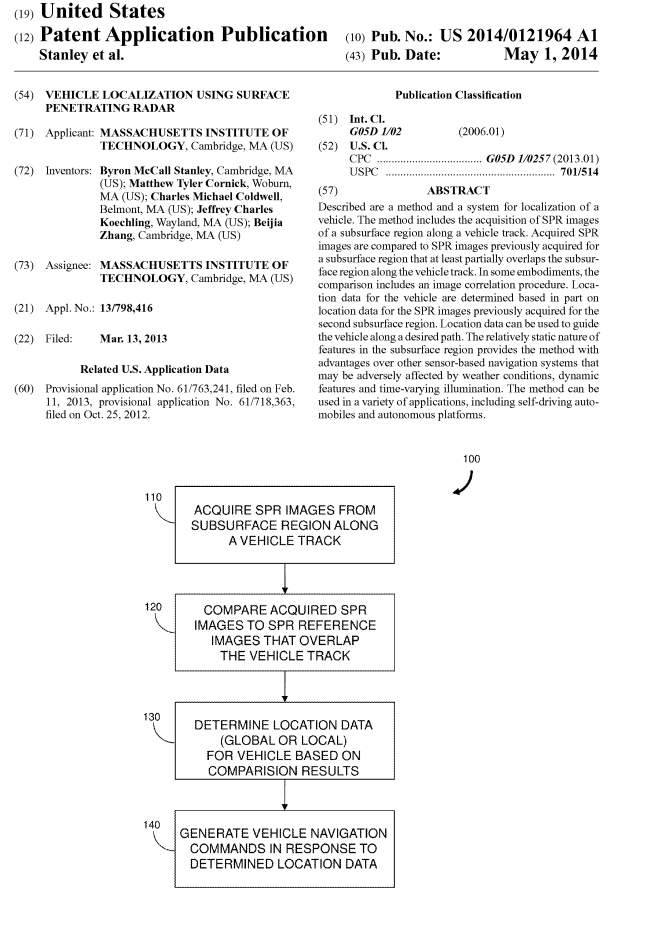 (19) United States
(12) Patent Application Publication
Stanley et al.
(10) Pub. No.: US 2014/0121964 A1
(43) Pub. Date: May 1, 2014
(54) VEHICLE LOCALIZATION USING SURFACE
PENETRATING RADAR
(71) Applicant: MASSACHUSETTS INSTITUTE OF
TECHNOLOGY, Cambridge, MA (US)
(72) Inventors: Byron McCall Stanley, Cambridge, MA
(US); Matthew Tyler Cornick, Woburn,
MA (US); Charles Michael Coldwell,
Belmont, MA (US); Jeffrey Charles
Koechling, Wayland, MA (US); Beijia
Zhang, Cambridge, MA (US)
(73) Assignee: MASSACHUSETTS INSTITUTE OF
TECHNOLOGY, Cambridge, MA (US)
(21) Appl. No.: 13/798,416
(22) Filed: Mar. 13, 2013
Related U.S. Application Data
(60) Provisional application No. 61/763,241, filed on Feb.
11, 2013, provisional application No. 61/718,363,
filed on Oct. 25, 2012.
Publication Classification
(51) Int. Cl.
G05D 1/02 (2006.01)
(52) U.S. Cl.
CPC .................................. G05D 1/0257 (2013.01)
USPC ....................................................... 701/514
(57) ABSTRACT
Described are a method and a system for localization of a
vehicle. The method includes the acquisition of SPR images
of a subsurface region along a vehicle track. Acquired SPR
images are compared to SPR images previously acquired for
a subsurface region that at least partially overlaps the subsur-
face region along the vehicle track. In some embodiments, the
comparison includes an image correlation procedure. Loca-
tion data for the vehicle are determined based in part on
location data for the SPR images previously acquired for the
second subsurface region. Location data can be used to guide
the vehicle along a desired path. The relatively static nature of
features in the subsurface region provides the method with
advantages over other sensor-based navigation systems that
may be adversely affected by weather conditions, dynamic
features and time-varying illumination. The method can be
used in a variety of applications, including self-driving auto-
mobiles and autonomous platforms.
100
110
ACQUIRE SPR IMAGES FROM
SUBSURFACE REGION ALONG
A VEHICLE TRACK
120
COMPARE ACQUIRED SPR
IMAGES TO SPR REFERENCE
IMAGES THAT OVERLAP
THE VEHICLE TRACK
130
DETERMINE LOCATION DATA
(GLOBAL OR LOCAL)
FOR VEHICLE BASED ON
COMPARISION RESULTS
140
GENERATE VEHICLE NAVIGATION
COMMANDS IN RESPONSE TO
DETERMINED LOCATION DATA